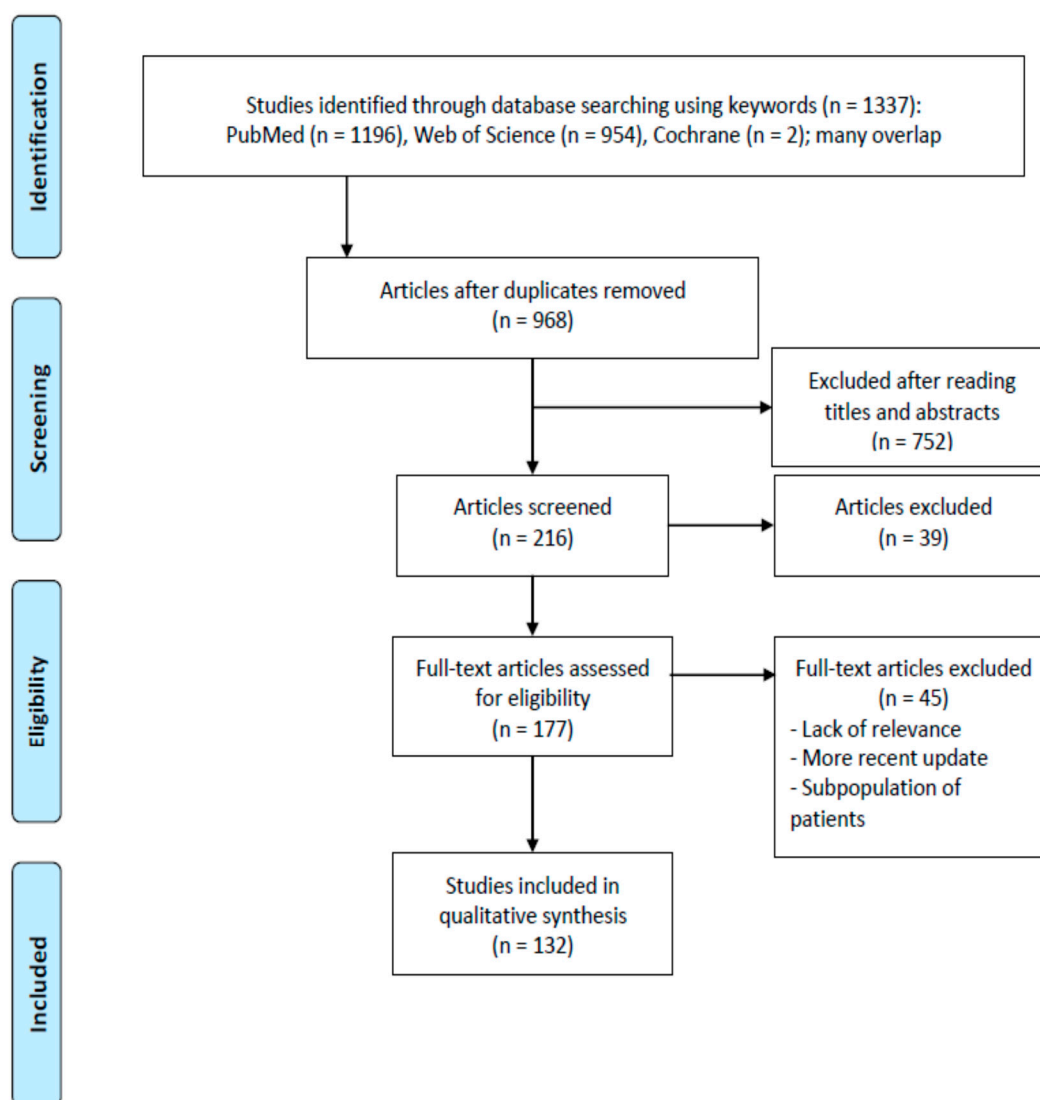 Identification
Studies identified through database searching using keywords (n = 1337):
PubMed (n = 1196), Web of Science (n = 954), Cochrane (n = 2); many overlap
Articles after duplicates removed
(n = 968)
Screening
Excluded after reading
titles and abstracts
(n = 752)
Articles screened
(n = 216)
Articles excluded
(n = 39)
Eligibility
Full-text articles assessed
for eligibility
(n = 177)
Full-text articles excluded
(n = 45)
- Lack of relevance
- More recent update
- Subpopulation of
patients
Included
Studies included in
qualitative synthesis
(n = 132)